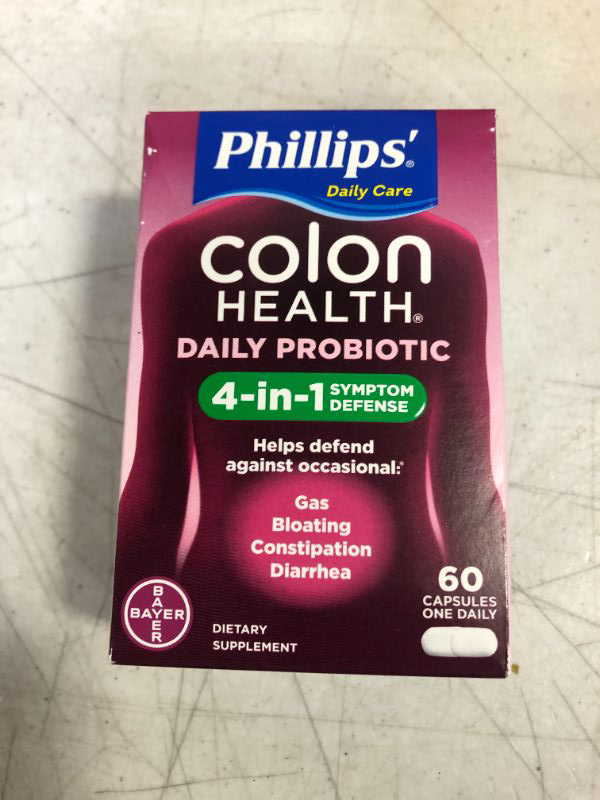 Phillips'®
Daily Care
colon
HEALTH®
DAILY PROBIOTIC
4-in-1 SYMPTOM
DEFENSE
Helps defend
against occasional:*
Gas
Bloating
Constipation
Diarrhea
60
CAPSULES
ONE DAILY
BAYER
BAYER
DIETARY
SUPPLEMENT